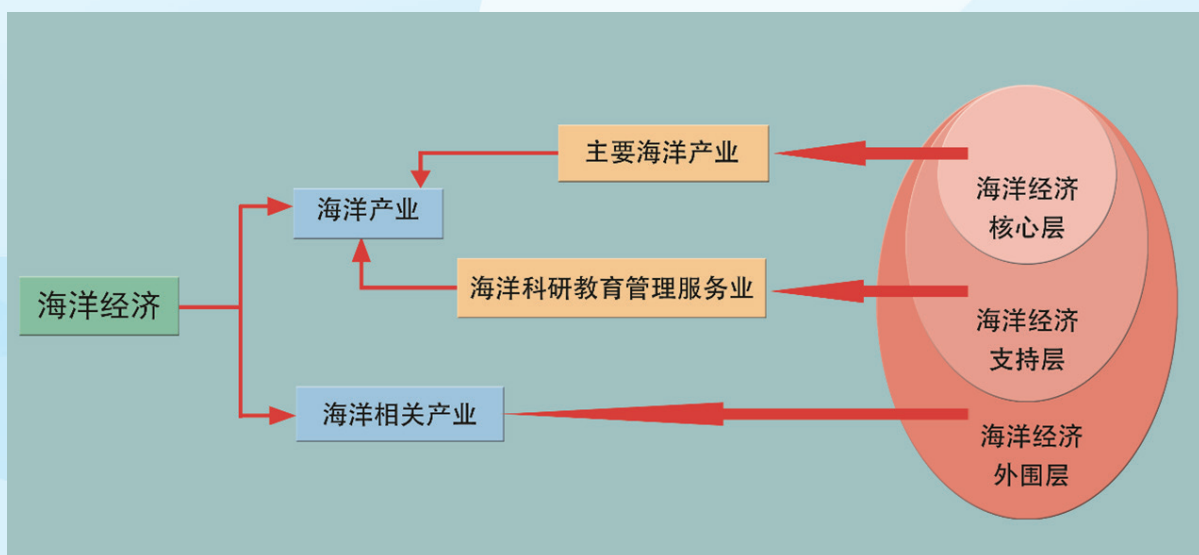 主要海洋产业
海洋经济
核心层
海洋产业
海洋科研教育管理服务业
海洋经济
海洋经济
支持层
海洋相关产业
海洋经济
外围层